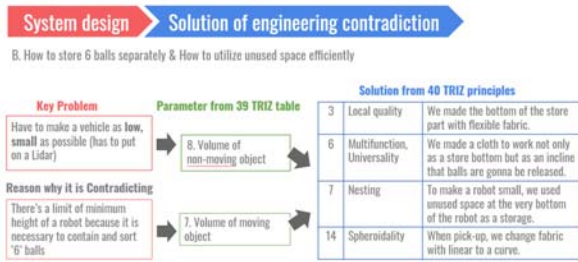 System design
Solution of engineering contradiction
B. How to store 6 balls separately & How to utilize unused space efficiently
Key Problem
Have to make a vehicle as low,
small as possible (has to put
on a Lidar)
Reason why it is Contradicting
There's a limit of minimum
height of a robot because it is
necessary to contain and sort
'6' balls
Parameter from 39 TRIZ table
8. Volume of
non-moving object
7. Volume of moving
object
Solution from 40 TRIZ principles
3 Local quality We made the bottom of the store
part with flexible fabric.
6 Multifunction, We made a cloth to work not only
Universality as a store bottom but as an incline
that balls are gonna be released.
7 Nesting To make a robot small, we used
unused space at the very bottom
of the robot as a storage.
14 Spheroidality When pick-up, we change fabric
with linear to a curve.